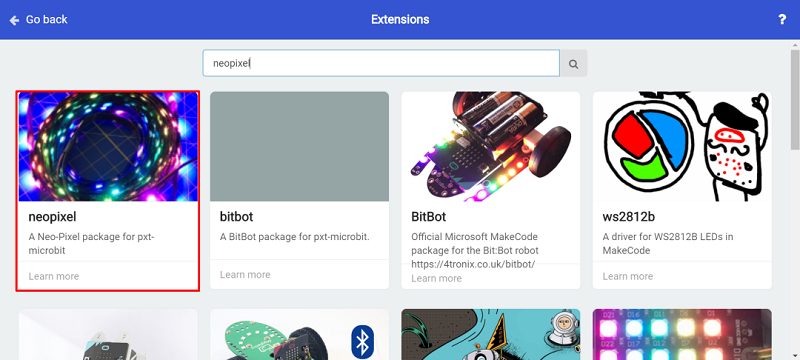 Go back
Extensions
?
neopixel
neopixel
A Neo-Pixel package for pxt-
microbit
Learn more
bitbot
A BitBot package for pxt-microbit.
Learn more
BitBot
Official Microsoft MakeCode
package for the Bit:Bot robot
https://4tronix.co.uk/bitbot/
Learn more
ws2812b
A driver for WS2812B LEDs in
MakeCode
Learn more